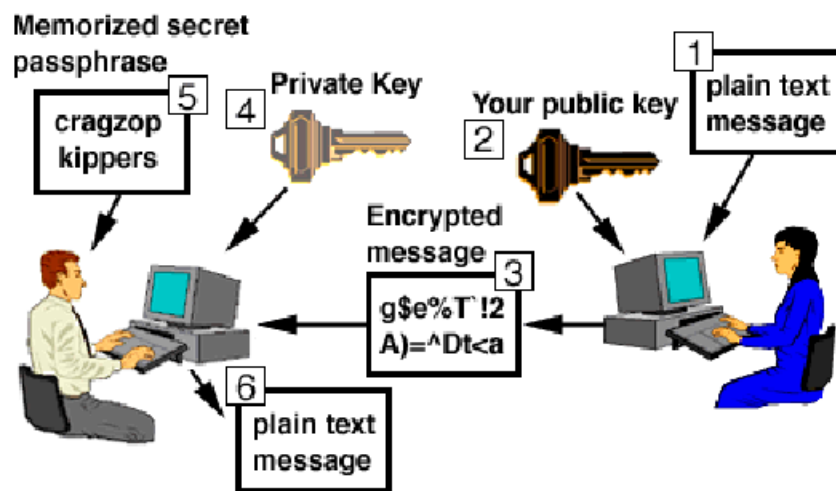 Memorized secret
passphrase
5
cragzop
kippers
4
Private Key
Your public key
2
1
plain text
message
Encrypted
message
3
g$e%T`!2
A)=^Dt<a
6
plain text
message